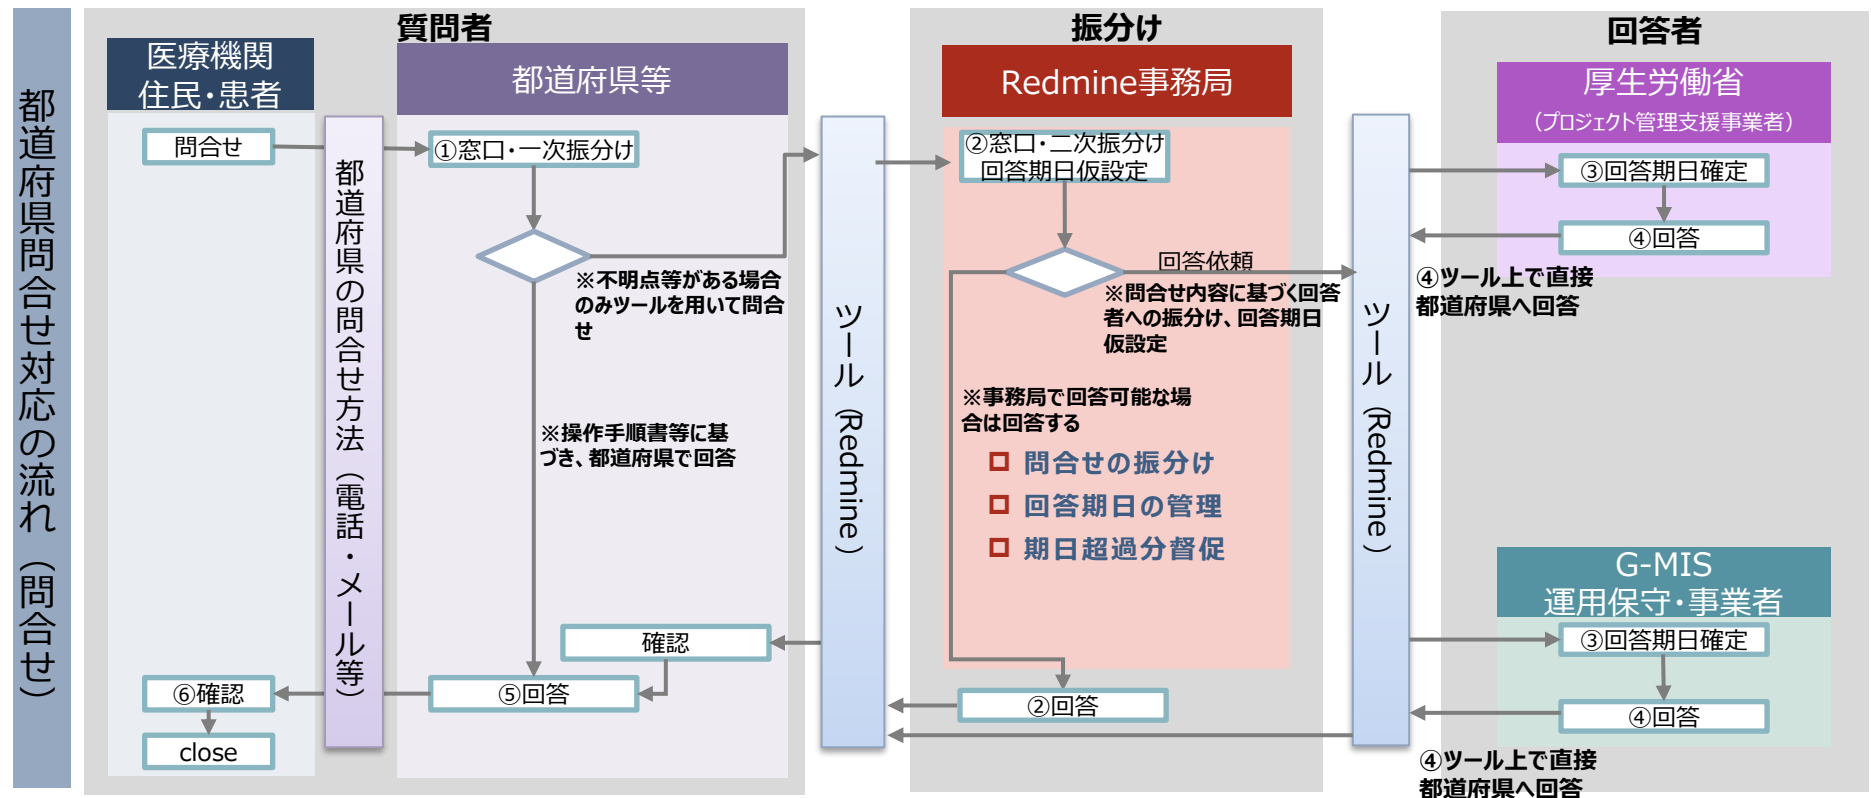 都道府県問合せ対応の流れ（問合せ）
質問者
医療機関
住民・患者
都道府県等
問合せ
都道府県の問合せ方法（電話・メール等）
①窓口・一次振分け
※不明点等がある場合
のみツールを用いて問合
せ
※操作手順書等に基
づき、都道府県で回答
確認
⑤回答
⑥確認
close
ツール（Redmine）
振分け
Redmine事務局
②窓口・二次振分け
回答期日仮設定
回答依頼
※問合せ内容に基づく回答
者への振分け、回答期日
仮設定
※事務局で回答可能な場
合は回答する
問合せの振分け
回答期日の管理
期日超過分督促
②回答
ツール（Redmine）
回答者
厚生労働省
（プロジェクト管理支援事業者）
③回答期日確定
④回答
④ツール上で直接
都道府県へ回答
G-MIS
運用保守・事業者
③回答期日確定
④回答
④ツール上で直接
都道府県へ回答